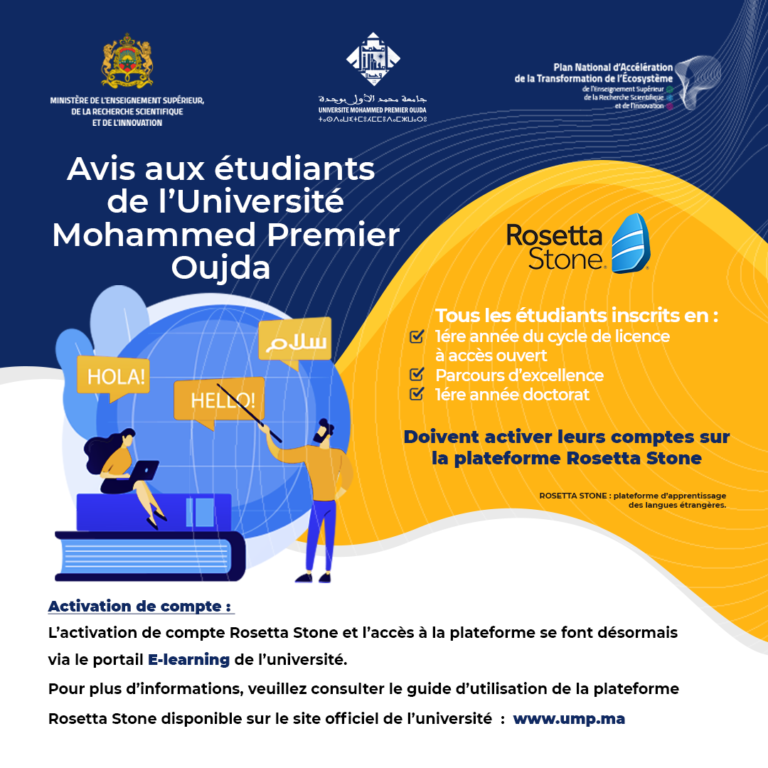 MINISTÈRE DE L'ENSEIGNEMENT SUPÉRIEUR,
DE LA RECHERCHE SCIENTIFIQUE
ET DE L'INNOVATION
جامعة محمد الأول بوجدة
UNIVERSITE MOHAMMED PREMIER OUJDA
Plan National d'Accélération
de la Transformation de l'Écosystème
de l'Enseignement Supérieur
de la Recherche Scientifique
et de l'Innovation
Avis aux étudiants
de l'Université
Mohammed Premier
Oujda
Rosetta
Stone
Tous les étudiants inscrits en :
1ére année du cycle de licence
à accès ouvert
Parcours d'excellence
1ére année doctorat
Doivent activer leurs comptes sur
la plateforme Rosetta Stone
ROSETTA STONE : plateforme d'apprentissage
des langues étrangères.
سلام
HOLA!
HELLO!
Activation de compte :
L'activation de compte Rosetta Stone et l'accès à la plateforme se font désormais
via le portail E-learning de l'université.
Pour plus d'informations, veuillez consulter le guide d'utilisation de la plateforme
Rosetta Stone disponible sur le site officiel de l'université : www.ump.ma